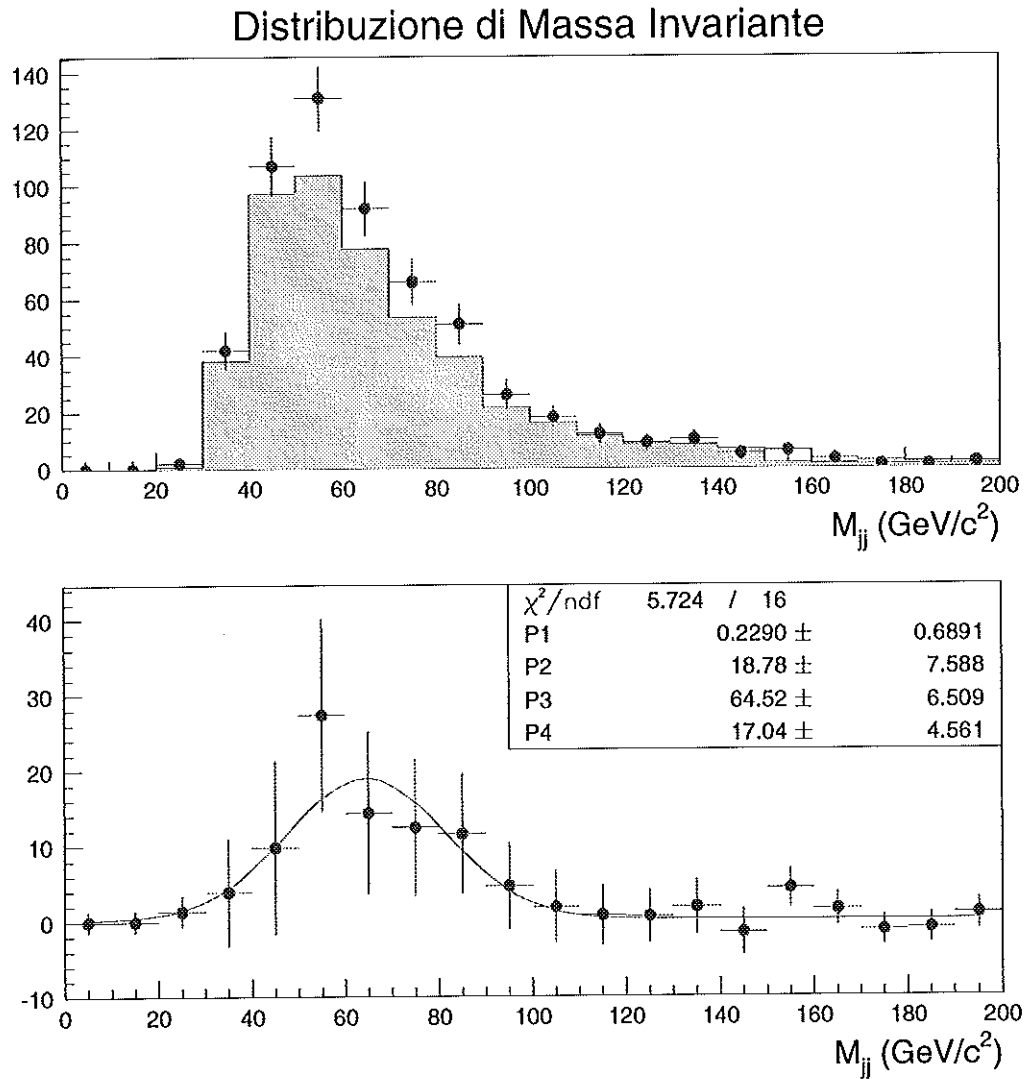 Distribuzione di Massa Invariante
140
120
100
80
60
40
20
0
0 20 40 60 80 100 120 140 160 180 200
M_jj (GeV/c²)
χ²/ndf 5.724 / 16
P1 0.2290 ± 0.6891
P2 18.78 ± 7.588
P3 64.52 ± 6.509
P4 17.04 ± 4.561
40
30
20
10
0
-10
0 20 40 60 80 100 120 140 160 180 200
M_jj (GeV/c²)